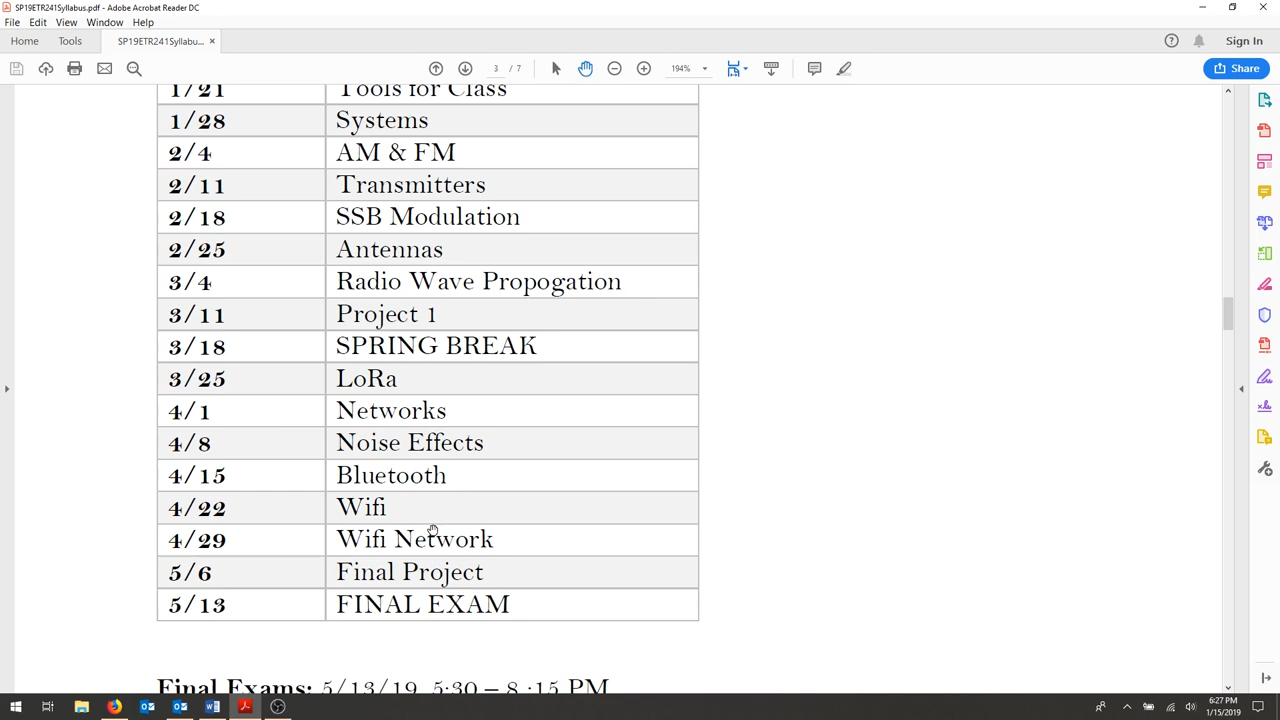 SP19ETR241Syllabus.pdf - Adobe Acrobat Reader DC
File Edit View Window Help
Home Tools SP19ETR241Syllabu... × Sign In
3 / 7 194% Share
1/21 Tools for Class
1/28 Systems
2/4 AM & FM
2/11 Transmitters
2/18 SSB Modulation
2/25 Antennas
3/4 Radio Wave Propogation
3/11 Project 1
3/18 SPRING BREAK
3/25 LoRa
4/1 Networks
4/8 Noise Effects
4/15 Bluetooth
4/22 Wifi
4/29 Wifi Network
5/6 Final Project
5/13 FINAL EXAM
Final Exams: 5/13/19 5:30 – 8 :15 PM
6:27 PM
1/15/2019